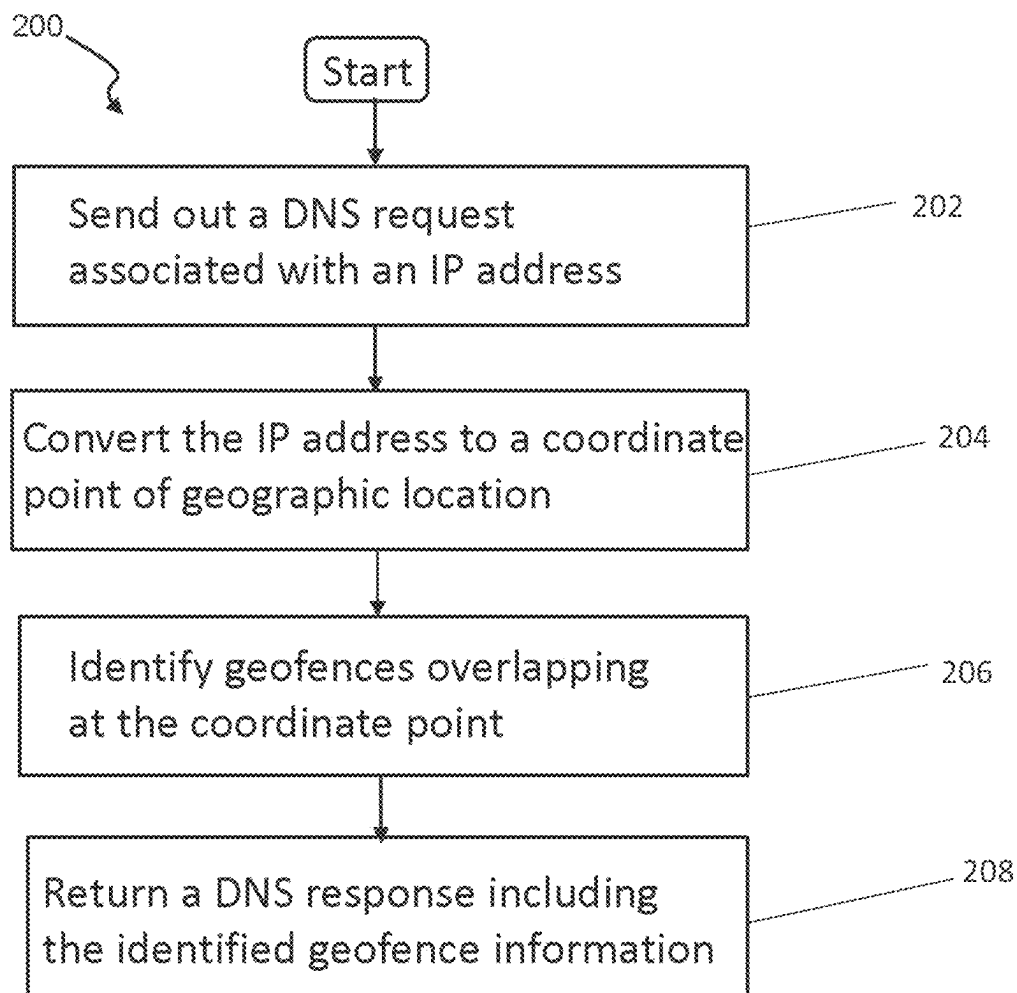 200
Start
Send out a DNS request
associated with an IP address
202
Convert the IP address to a coordinate
point of geographic location
204
Identify geofences overlapping
at the coordinate point
206
Return a DNS response including
the identified geofence information
208